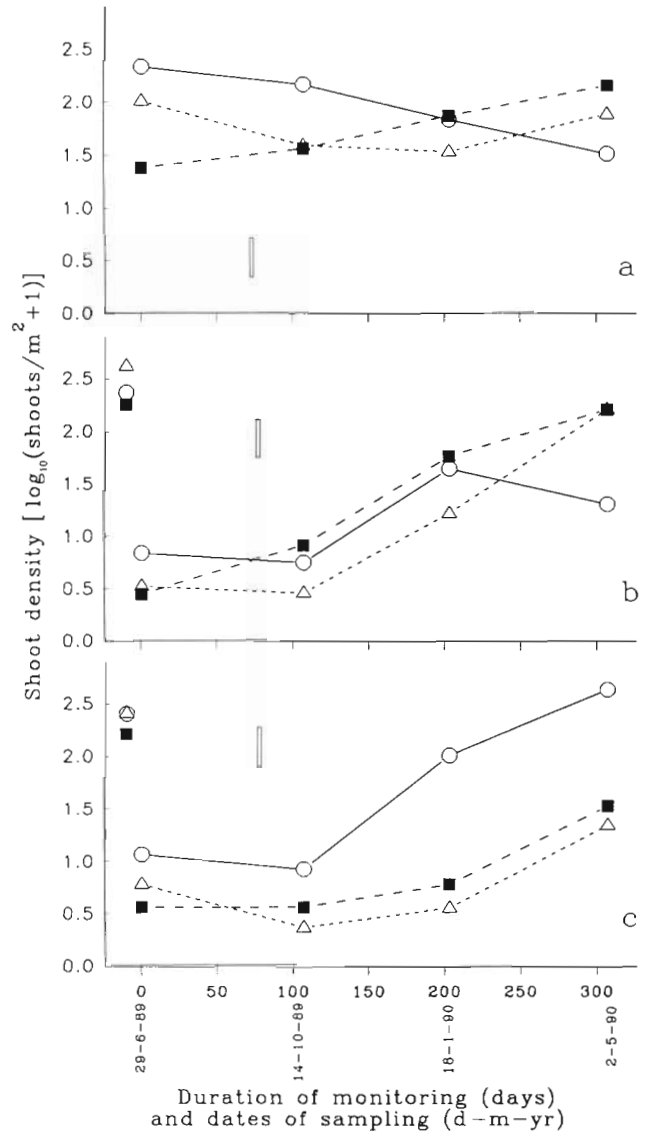 2.5
2.0
1.5
1.0
0.5
0.0
a
2.5
2.0
1.5
1.0
0.5
0.0
b
2.5
2.0
1.5
1.0
0.5
0.0
c
Shoot density [log₁₀(shoots/m²+1)]
0 50 100 150 200 250 300
29-6-89 14-10-89 18-1-90 2-5-90
Duration of monitoring (days)
and dates of sampling (d-m-yr)